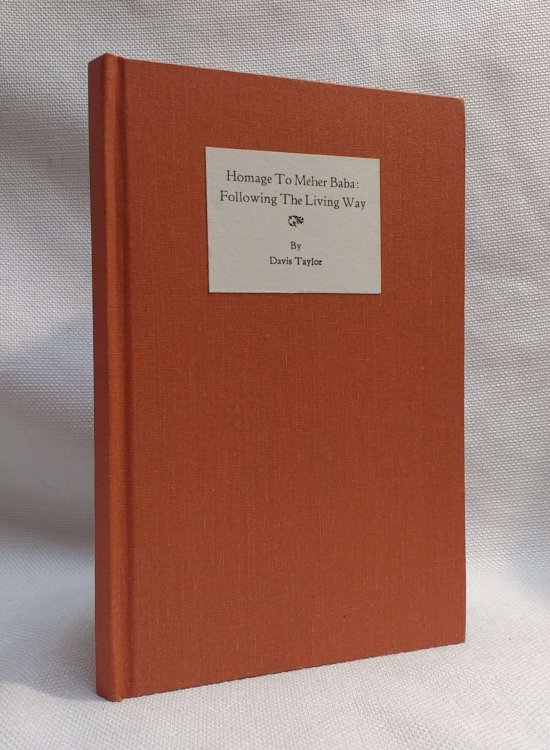 Homage To Meher Baba:
Following The Living Way
By
Davis Taylor